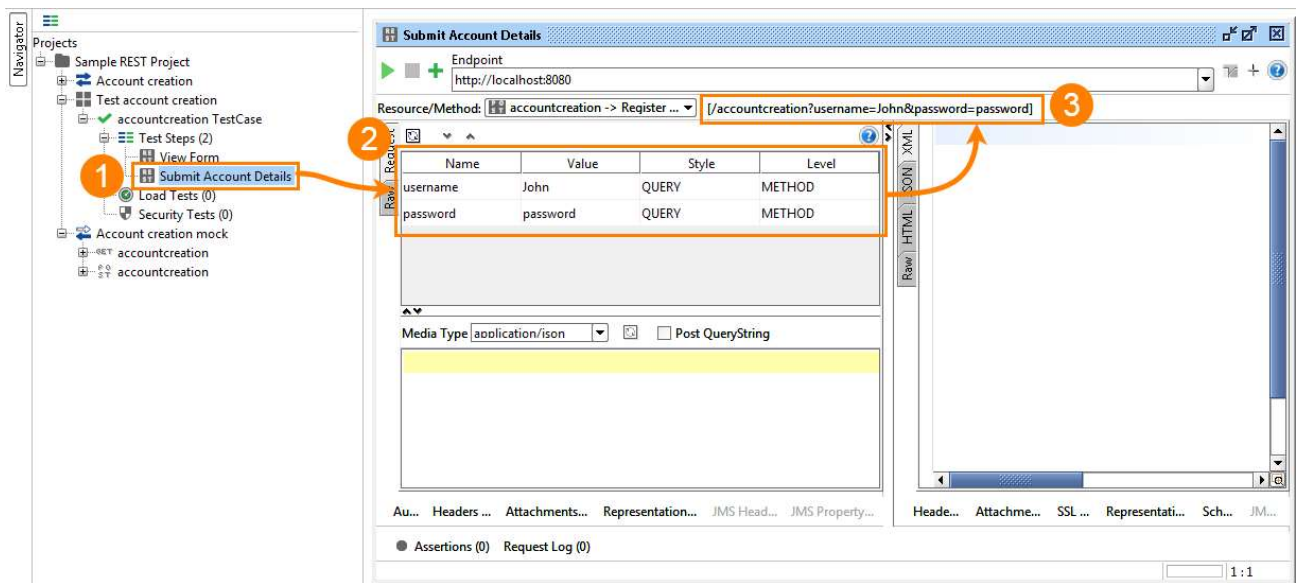 Navigator
Projects
Sample REST Project
Account creation
Test account creation
accountcreation TestCase
Test Steps (2)
View Form
1
Submit Account Details
Load Tests (0)
Security Tests (0)
Account creation mock
GET accountcreation
POST accountcreation
Submit Account Details
Endpoint
http://localhost:8080
Resource/Method: accountcreation -> Register ... [/accountcreation?username=John&password=password]
3
2
Raw Request
Name Value Style Level
username John QUERY METHOD
password password QUERY METHOD
Media Type application/json Post QueryString
Au... Headers ... Attachments... Representation... JMS Head... JMS Property...
Raw HTML JSON XML
Heade... Attachme... SSL ... Representati... Sch... JM...
Assertions (0) Request Log (0)
1 : 1